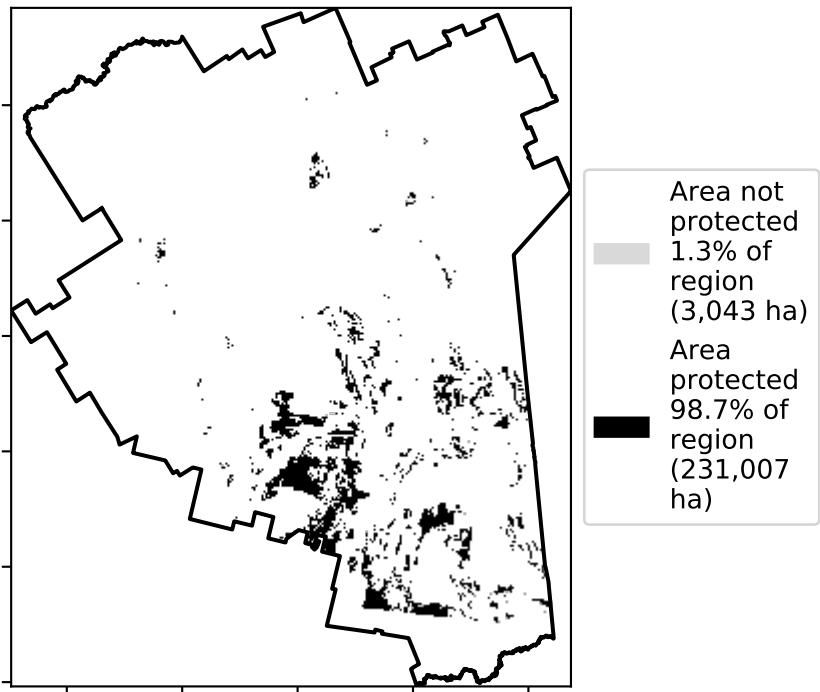 Area not
protected
1.3% of
region
(3,043 ha)
Area
protected
98.7% of
region
(231,007
ha)